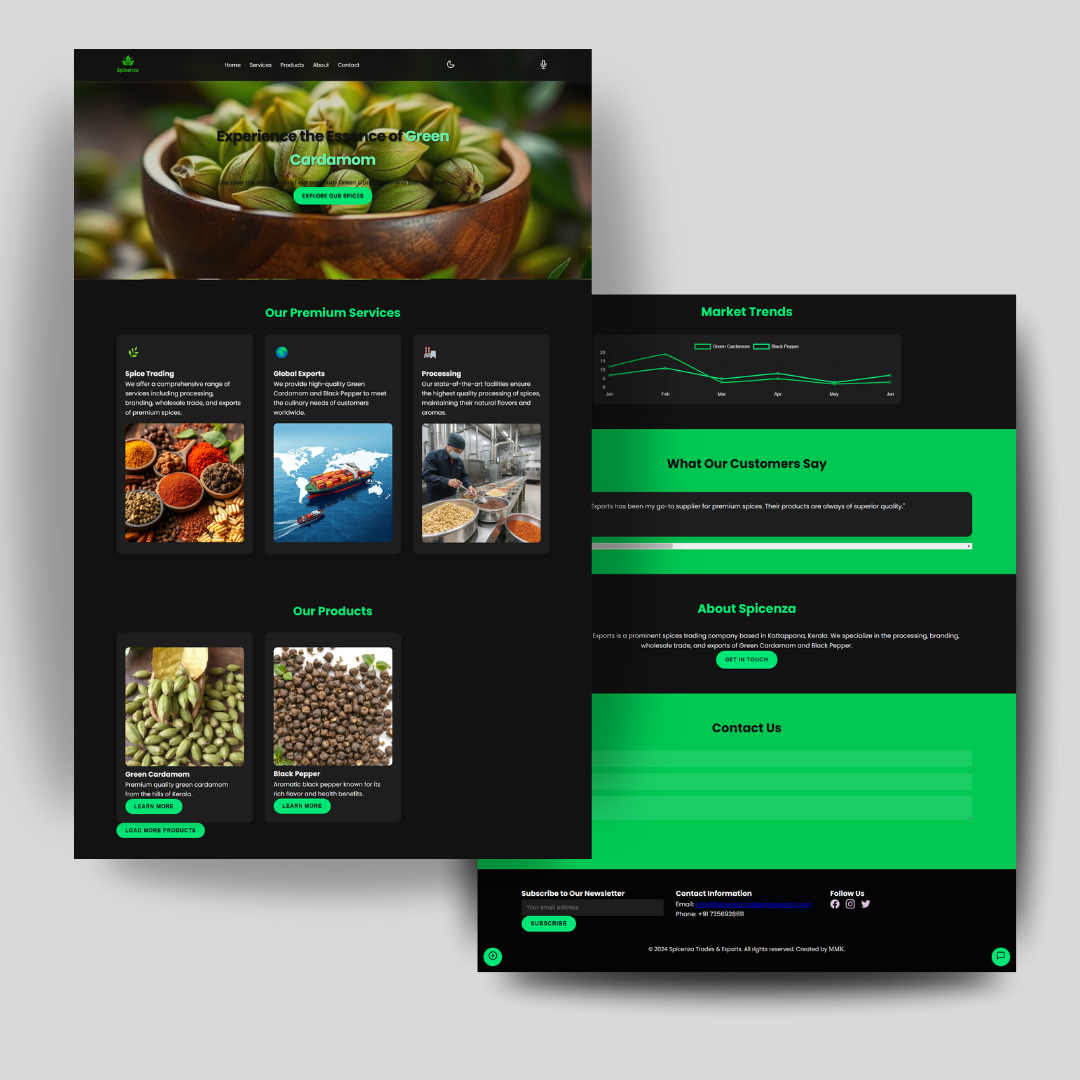 Spicenza
Home Services Products About Contact
Experience the Essence of Green
Cardamom
EXPLORE OUR SPICES
Our Premium Services
Spice Trading
We offer a comprehensive range of
services including processing,
branding, wholesale trade, and exports
of premium spices.
Global Exports
We provide high-quality Green
Cardamom and Black Pepper to meet
the culinary needs of customers
worldwide.
Processing
Our state-of-the-art facilities ensure
the highest quality processing of spices,
maintaining their natural flavors and
aromas.
Our Products
Green Cardamom
Premium quality green cardamom
from the hills of Kerala.
LEARN MORE
Black Pepper
Aromatic black pepper known for its
rich flavor and health benefits.
LEARN MORE
LOAD MORE PRODUCTS
Market Trends
Green Cardamom Black Pepper
20
15
10
5
0
Jan Feb Mar Apr May Jun
What Our Customers Say
Exports has been my go-to supplier for premium spices. Their products are always of superior quality."
About Spicenza
Exports is a prominent spices trading company based in Kattappana, Kerala. We specialize in the processing, branding,
wholesale trade, and exports of Green Cardamom and Black Pepper.
GET IN TOUCH
Contact Us
Subscribe to Our Newsletter
Your email address
SUBSCRIBE
Contact Information
Email:
Phone: +91 7356928611
Follow Us
© 2024 Spicenza Trades & Exports. All rights reserved. Created by MMK.